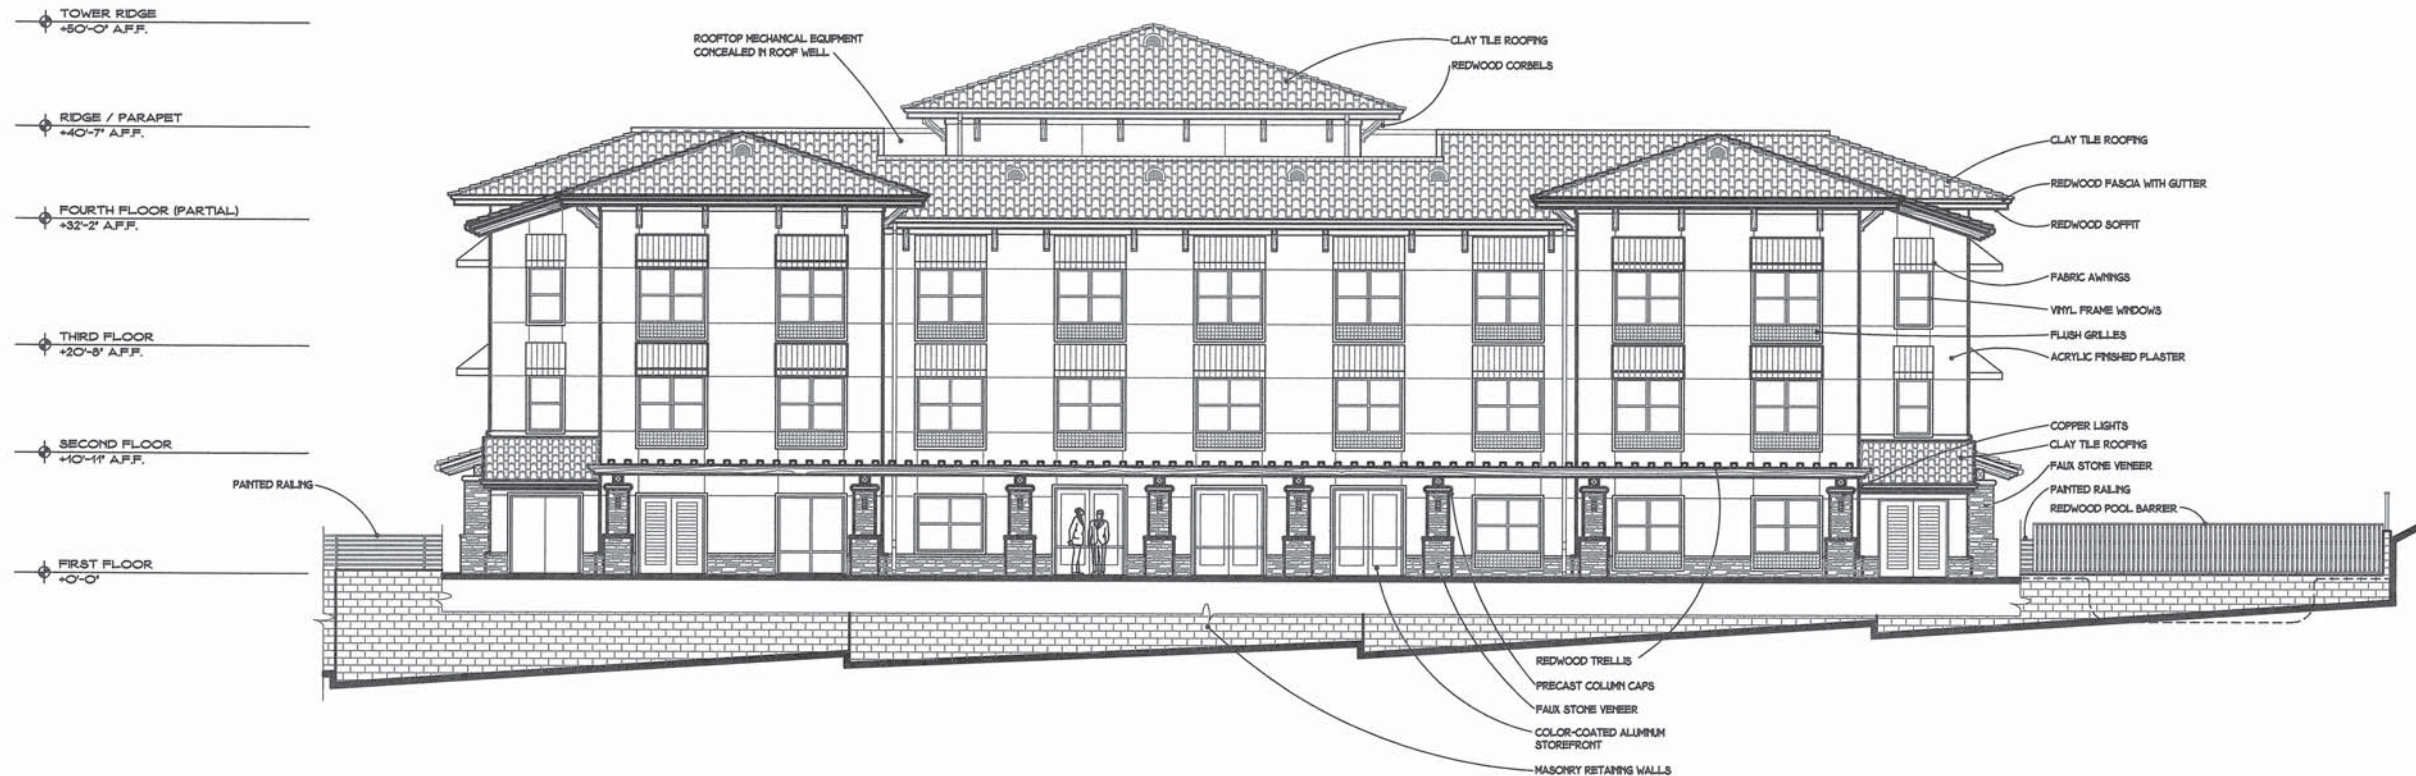 TOWER RIDGE
+50'-0" A.F.F.
RIDGE / PARAPET
+40'-7" A.F.F.
FOURTH FLOOR (PARTIAL)
+32'-2" A.F.F.
THIRD FLOOR
+20'-8" A.F.F.
SECOND FLOOR
+10'-11" A.F.F.
FIRST FLOOR
+0'-0"
PAINTED RAILING
ROOFTOP MECHANICAL EQUIPMENT
CONCEALED IN ROOF WELL
CLAY TILE ROOFING
REDWOOD CORBELS
CLAY TILE ROOFING
REDWOOD FASCIA WITH GUTTER
REDWOOD SOFFIT
FABRIC AWNINGS
VINYL FRAME WINDOWS
FLUSH GRILLES
ACRYLIC FINISHED PLASTER
COPPER LIGHTS
CLAY TILE ROOFING
FAUX STONE VENEER
PAINTED RAILING
REDWOOD POOL BARRIER
REDWOOD TRELLIS
PRECAST COLUMN CAPS
FAUX STONE VENEER
COLOR-COATED ALUMINUM
STOREFRONT
MASONRY RETAINING WALLS